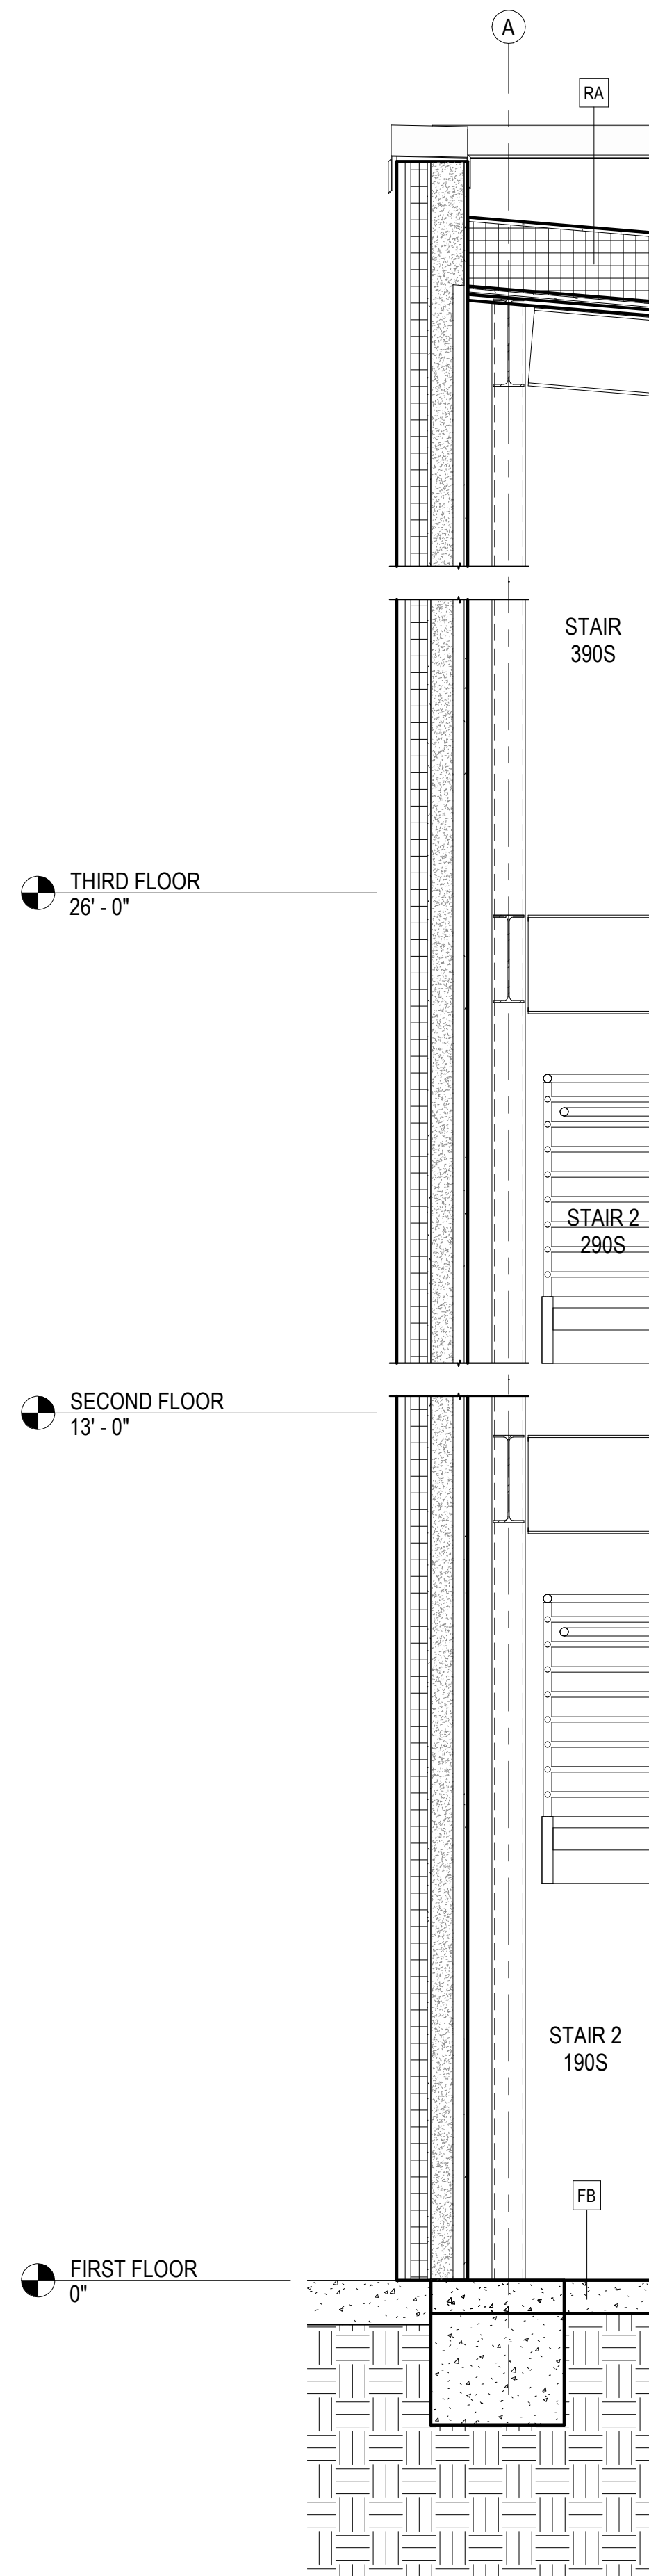 A
RA
STAIR
390S
THIRD FLOOR
26' - 0"
STAIR 2
290S
SECOND FLOOR
13' - 0"
STAIR 2
190S
FB
FIRST FLOOR
0"